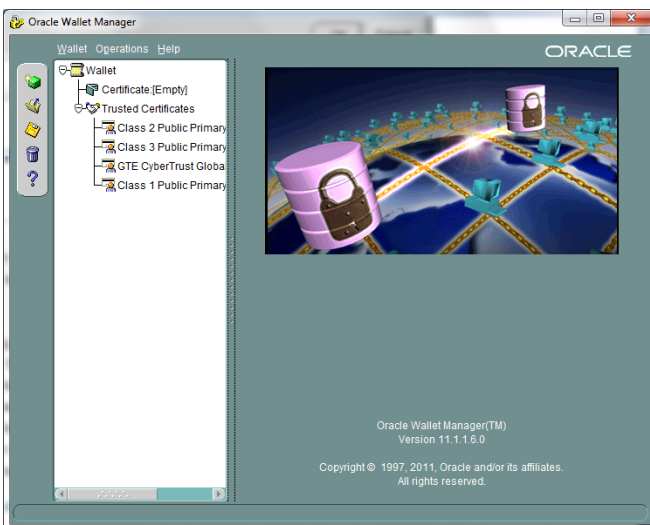 Oracle Wallet Manager
Wallet Operations Help
ORACLE
Wallet
Certificate:[Empty]
Trusted Certificates
Class 2 Public Primary
Class 3 Public Primary
GTE CyberTrust Globa
Class 1 Public Primary
Oracle Wallet Manager(TM)
Version 11.1.1.6.0
Copyright © 1997, 2011, Oracle and/or its affiliates.
All rights reserved.